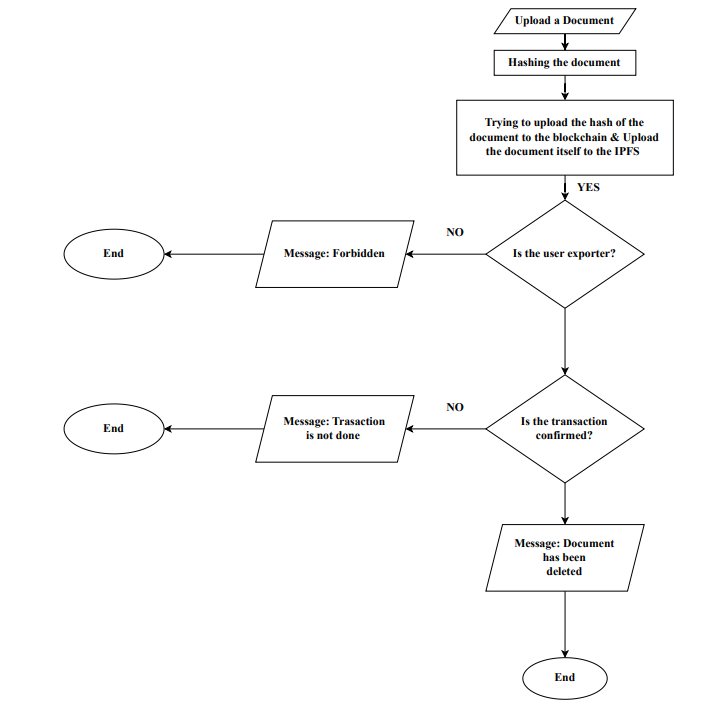 Upload a Document
Hashing the document
Trying to upload the hash of the
document to the blockchain & Upload
the document itself to the IPFS
YES
Is the user exporter?
NO
Message: Forbidden
End
Is the transaction
confirmed?
NO
Message: Trasaction
is not done
End
Message: Document
has been
deleted
End